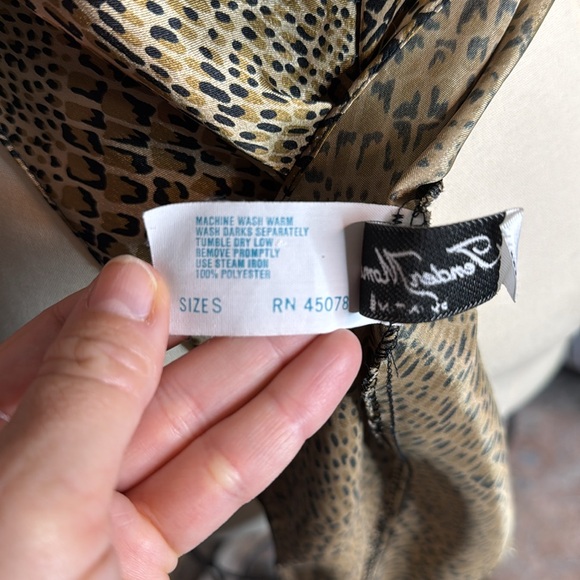 MACHINE WASH WARM
WASH DARKS SEPARATELY
TUMBLE DRY LOW
REMOVE PROMPTLY
USE STEAM IRON
100% POLYESTER
SIZE S RN 45078
Tender